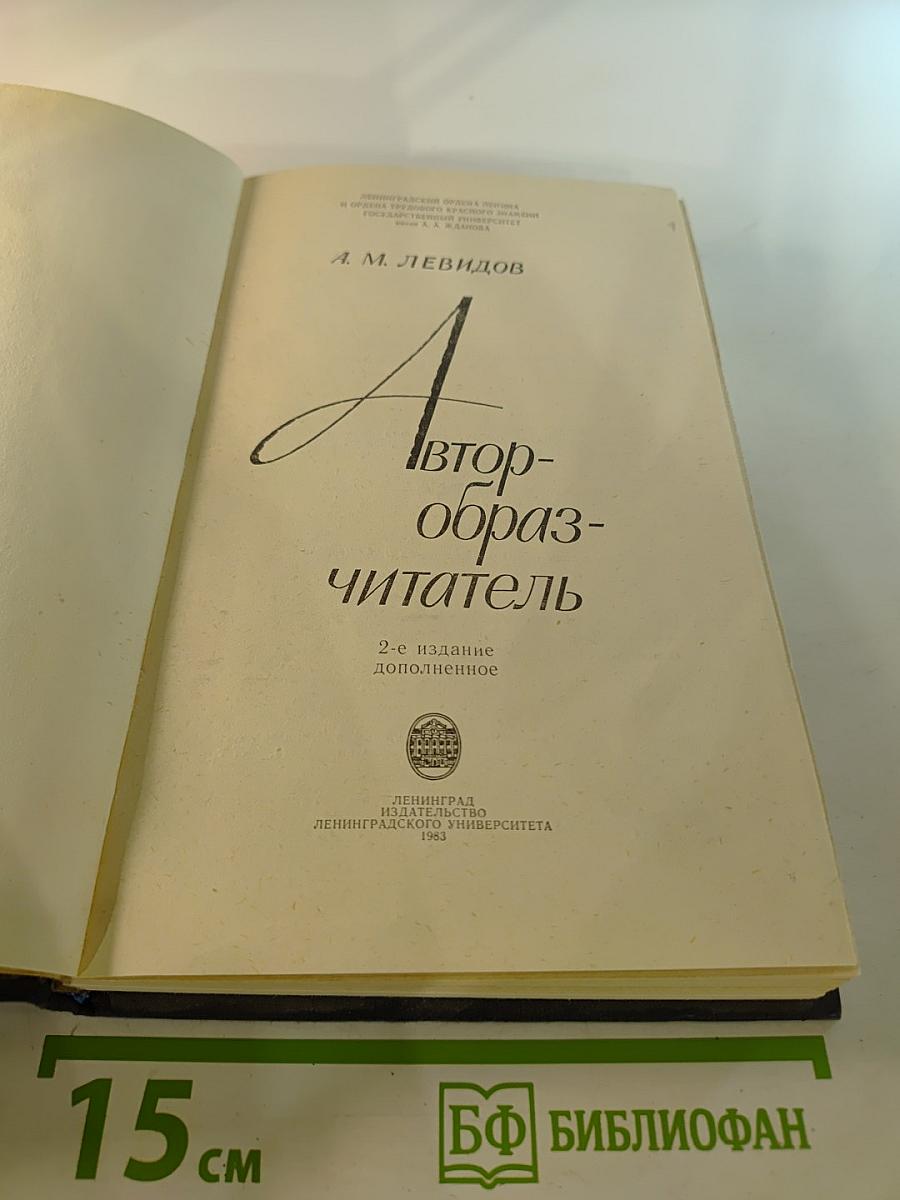 ЛЕНИНГРАДСКИЙ ОРДЕНА ЛЕНИНА
И ОРДЕНА ТРУДОВОГО КРАСНОГО ЗНАМЕНИ
ГОСУДАРСТВЕННЫЙ УНИВЕРСИТЕТ
имени А. А. ЖДАНОВА
А. М. ЛЕВИДОВ
Автор-
образ-
читатель
2-е издание
дополненное
ЛЕНИНГРАД
ИЗДАТЕЛЬСТВО
ЛЕНИНГРАДСКОГО УНИВЕРСИТЕТА
1983
15 см
БФ БИБЛИОФАН